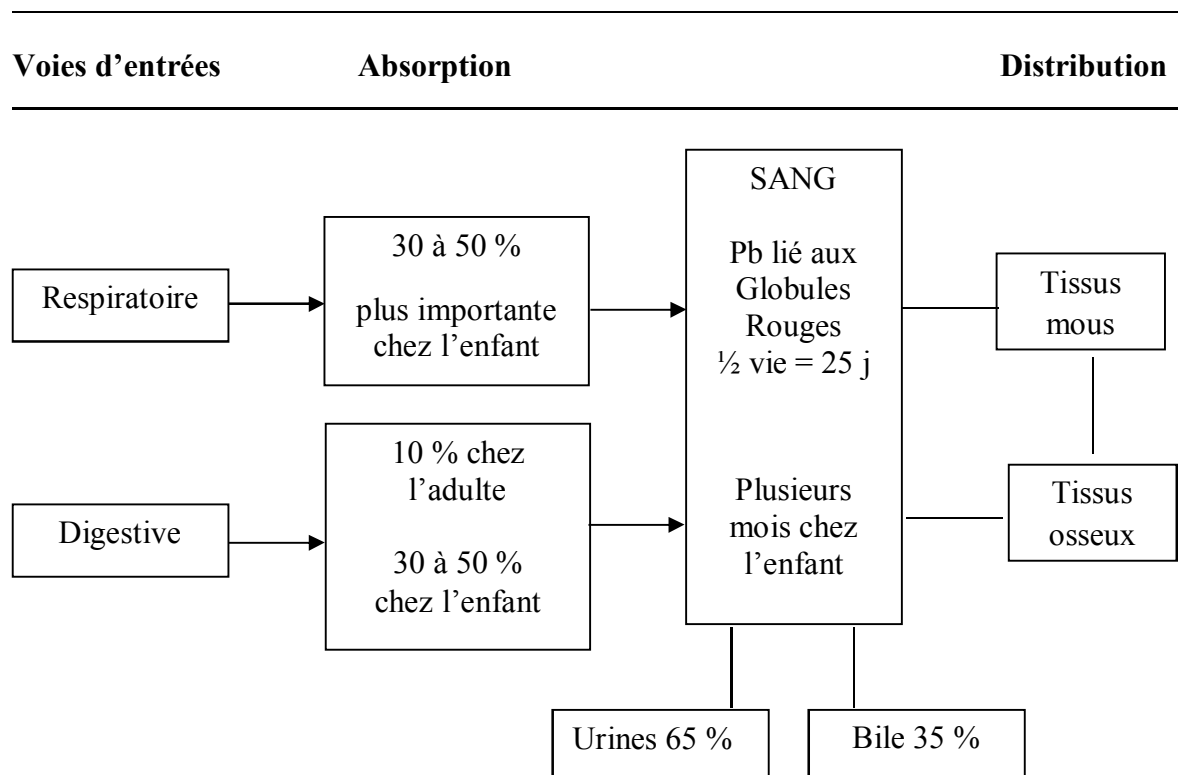 Voies d'entrées Absorption Distribution
Respiratoire
30 à 50 %
plus importante
chez l'enfant
SANG
Pb lié aux
Globules
Rouges
½ vie = 25 j
Plusieurs
mois chez
l'enfant
Tissus
mous
Digestive
10 % chez
l'adulte
30 à 50 %
chez l'enfant
Tissus
osseux
Urines 65 %
Bile 35 %